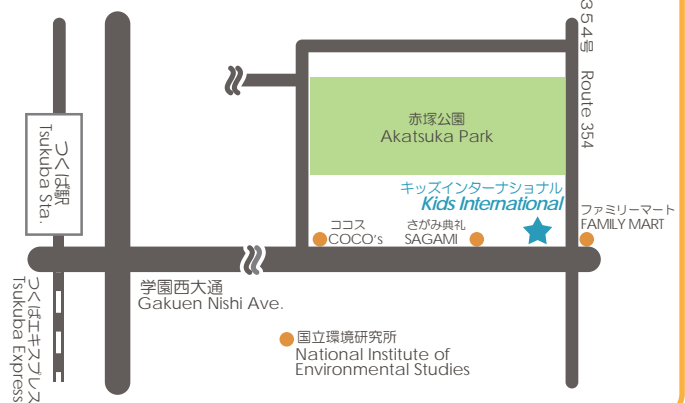 354号 Route 354
赤塚公園
Akatsuka Park
つくば駅
Tsukuba Sta.
キッズインターナショナル
Kids International
ココス
COCO's
さがみ典礼
SAGAMI
ファミリーマート
FAMILY MART
学園西大通
Gakuen Nishi Ave.
つくばエキスプレス
Tsukuba Express
国立環境研究所
National Institute of
Environmental Studies